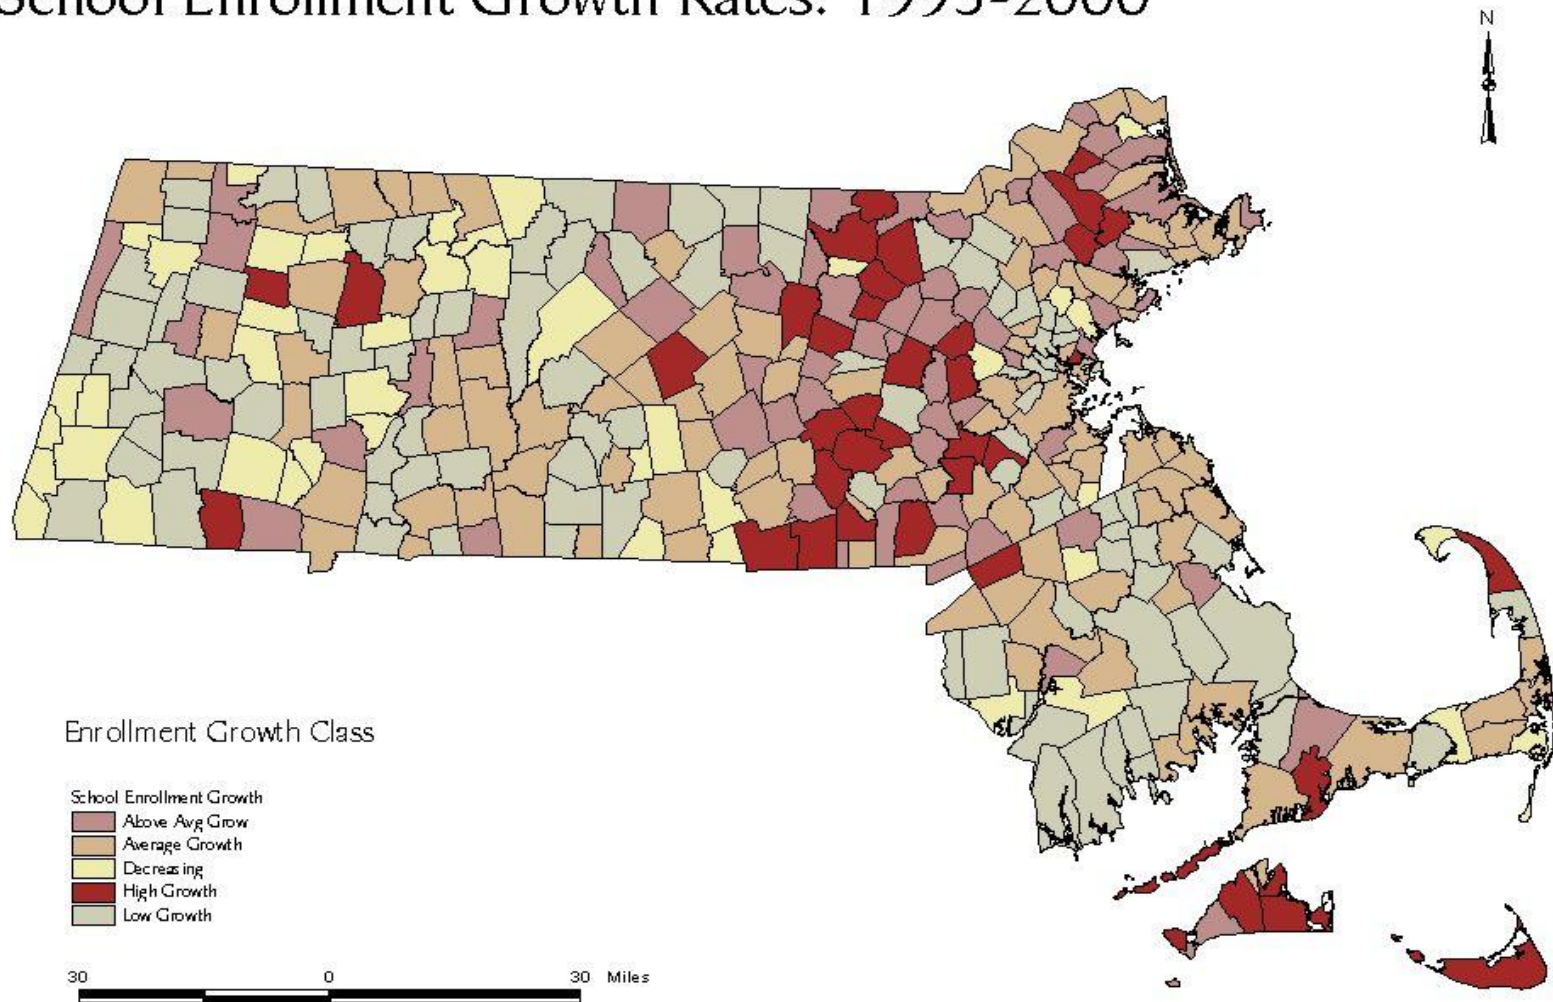 School Enrollment Growth Rates: 1995-2000
N
Enrollment Growth Class
School Enrollment Growth
Above Avg Grow
Average Growth
Decreasing
High Growth
Low Growth
30 0 30 Miles